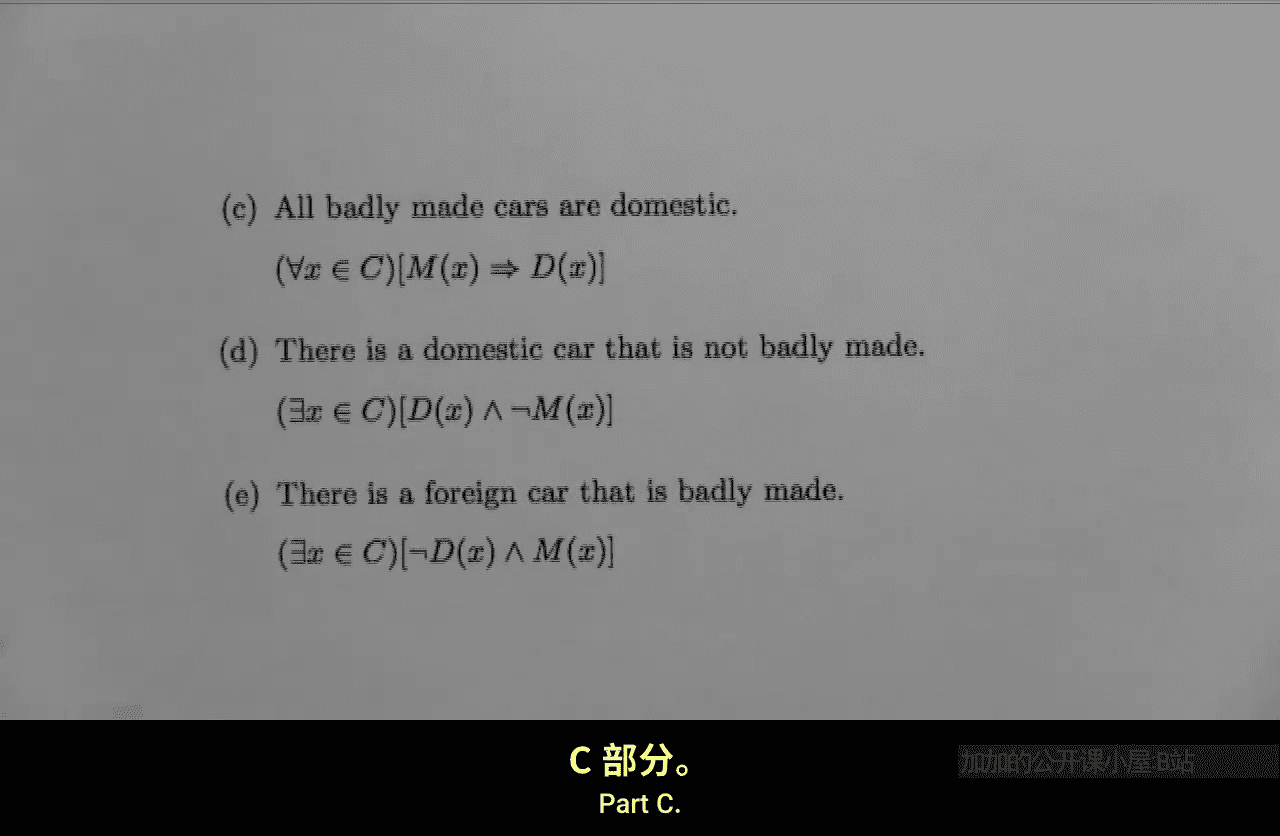 (c) All badly made cars are domestic.
(∀x ∈ C)[M(x) ⇒ D(x)]
(d) There is a domestic car that is not badly made.
(∃x ∈ C)[D(x) ∧ ¬M(x)]
(e) There is a foreign car that is badly made.
(∃x ∈ C)[¬D(x) ∧ M(x)]
C 部分。
Part C.
加加的公开课小屋 B站